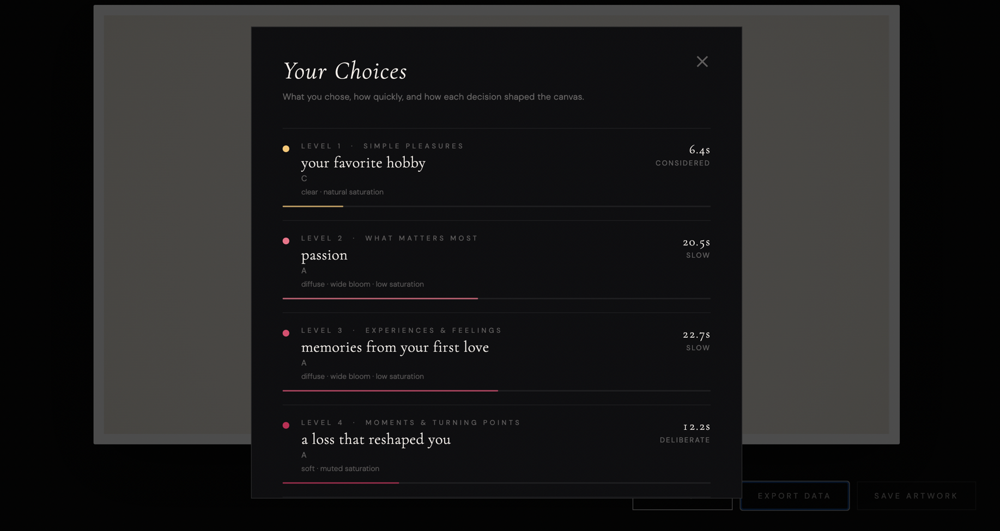 Your Choices
What you chose, how quickly, and how each decision shaped the canvas.
LEVEL 1 · SIMPLE PLEASURES
6.4s
your favorite hobby
CONSIDERED
C
clear · natural saturation
LEVEL 2 · WHAT MATTERS MOST
20.5s
passion
SLOW
A
diffuse · wide bloom · low saturation
LEVEL 3 · EXPERIENCES & FEELINGS
22.7s
memories from your first love
SLOW
A
diffuse · wide bloom · low saturation
LEVEL 4 · MOMENTS & TURNING POINTS
12.2s
a loss that reshaped you
DELIBERATE
A
soft · muted saturation
EXPORT DATA
SAVE ARTWORK